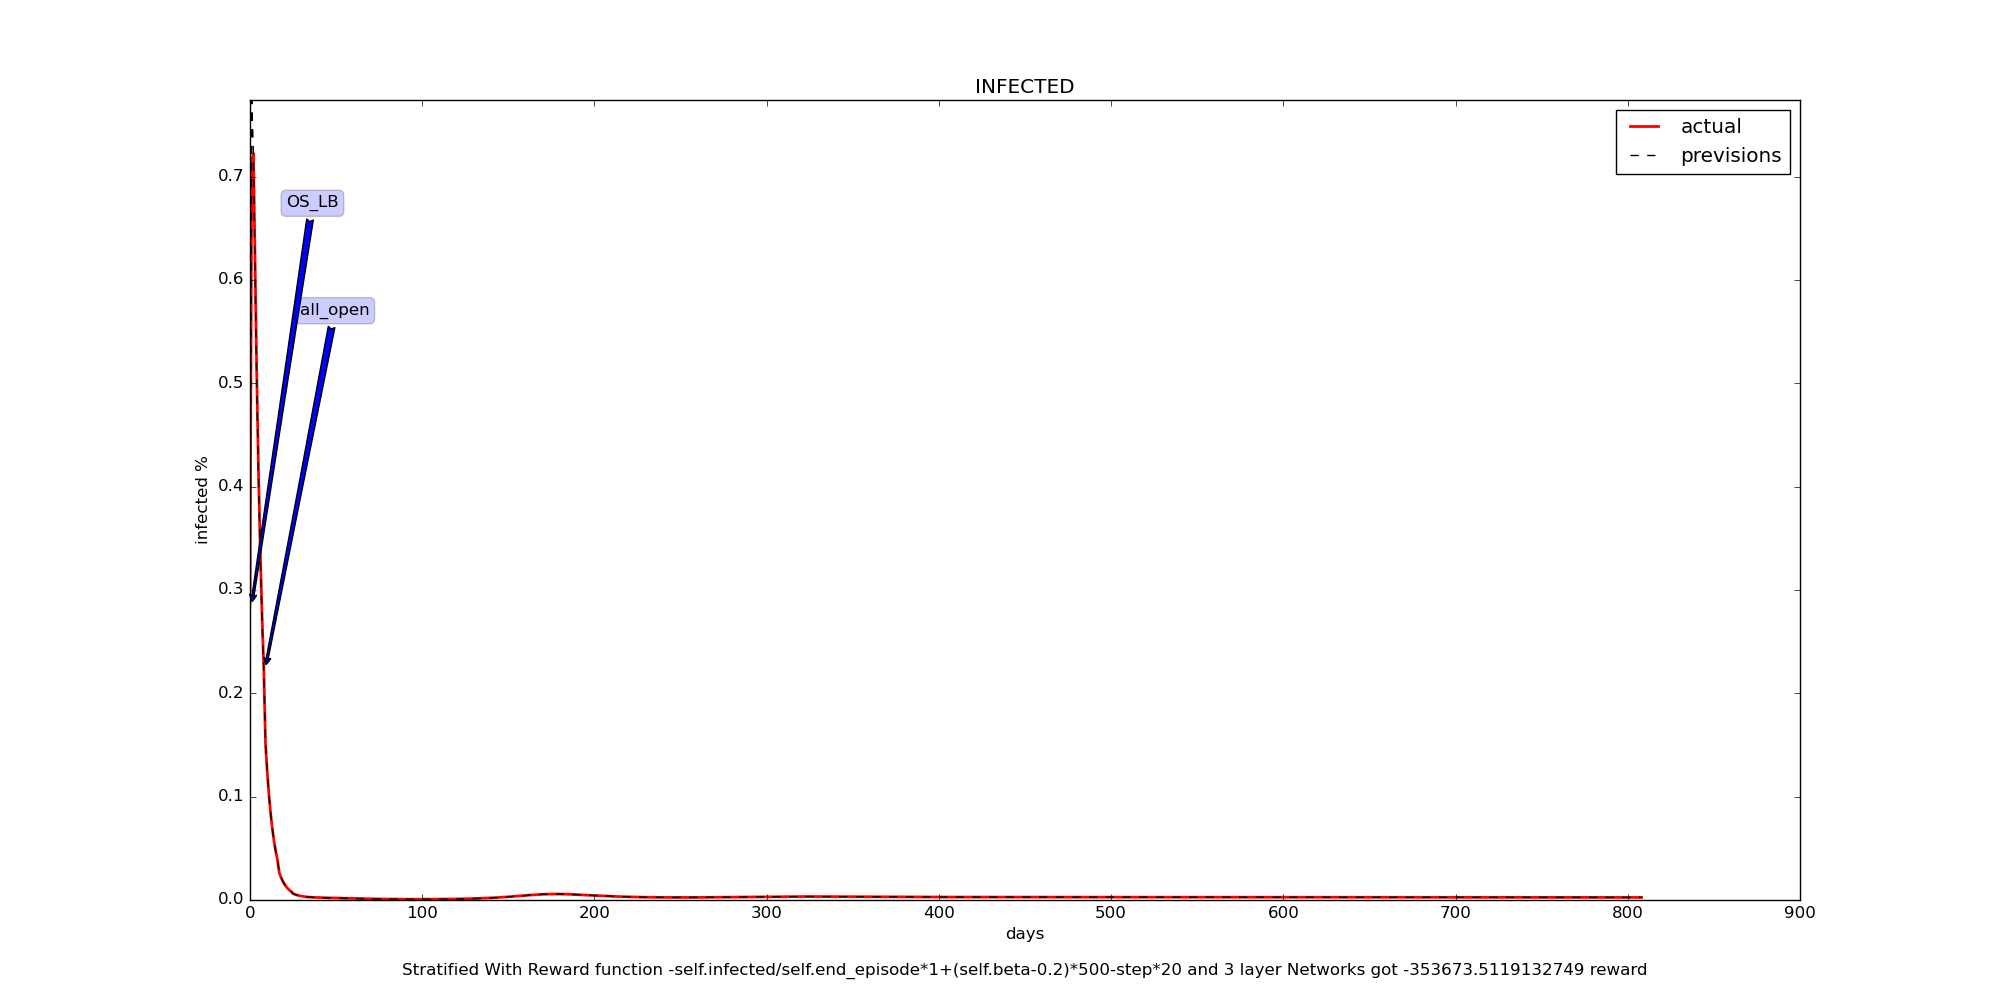 INFECTED
actual
previsions
OS_LB
all_open
infected %
0.7
0.6
0.5
0.4
0.3
0.2
0.1
0.0
0 100 200 300 400 500 600 700 800 900
days
Stratified With Reward function -self.infected/self.end_episode*1+(self.beta-0.2)*500-step*20 and 3 layer Networks got -353673.5119132749 reward